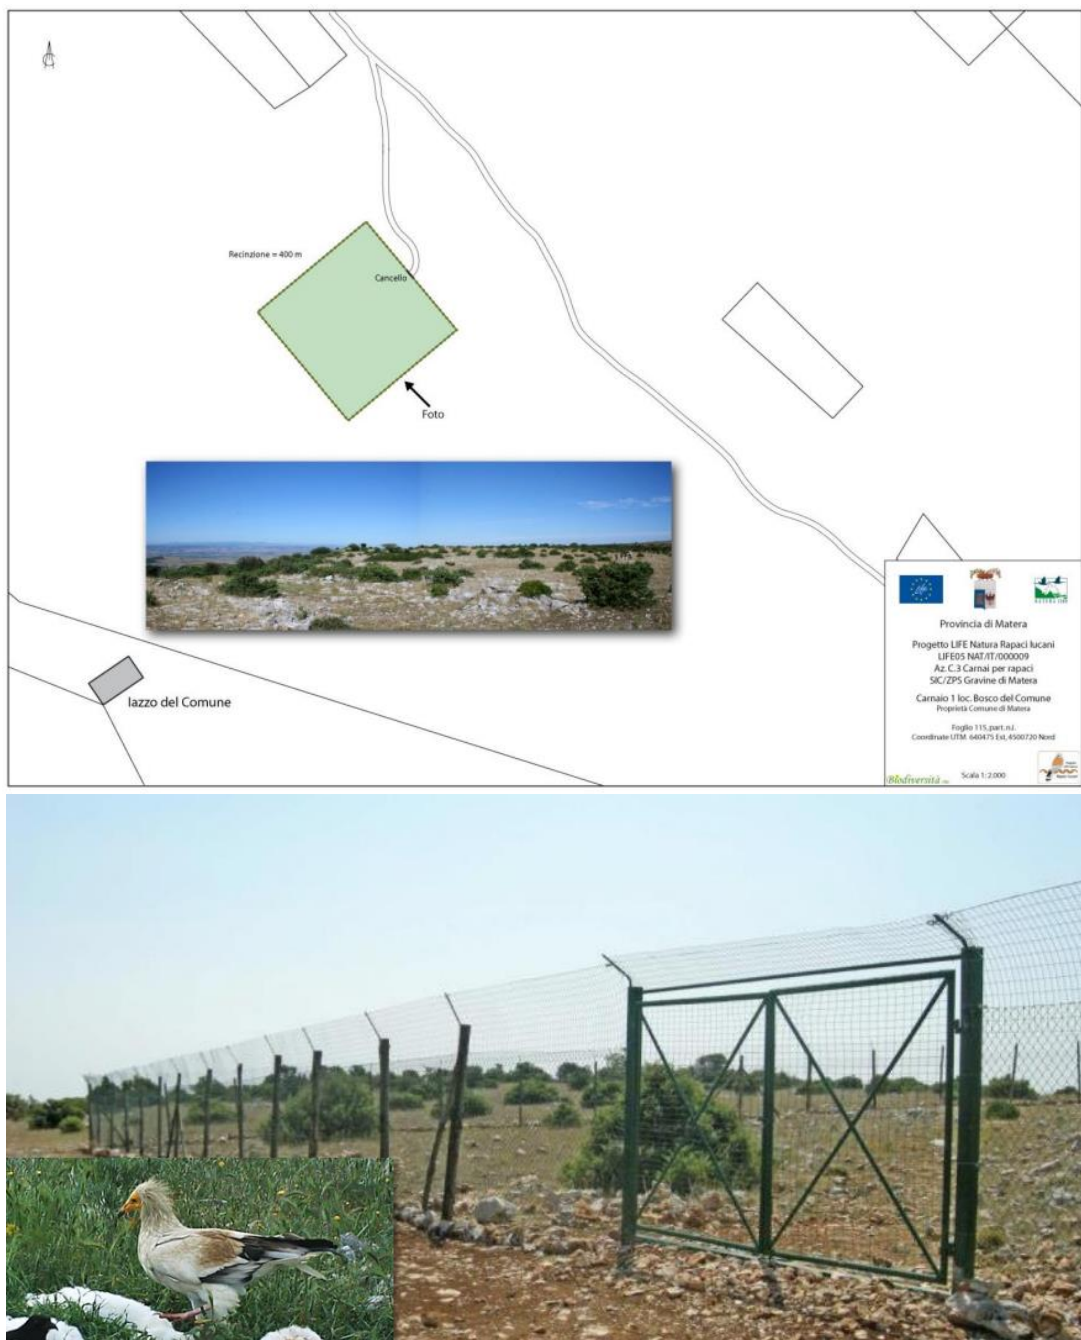 Recinzione = 400 m
Cancello
Foto
Iazzo del Comune
Provincia di Matera
Progetto LIFE Natura Rapaci lucani
LIFE05 NAT/IT/000009
Az. C.3 Carnai per rapaci
SIC/ZPS Gravine di Matera
Carnaio 1 loc. Bosco del Comune
Proprietà Comune di Matera
Foglio 115, part. n.l.
Coordinate UTM 640475 Est, 4500720 Nord
Biodiversità
Scala 1: 2.000